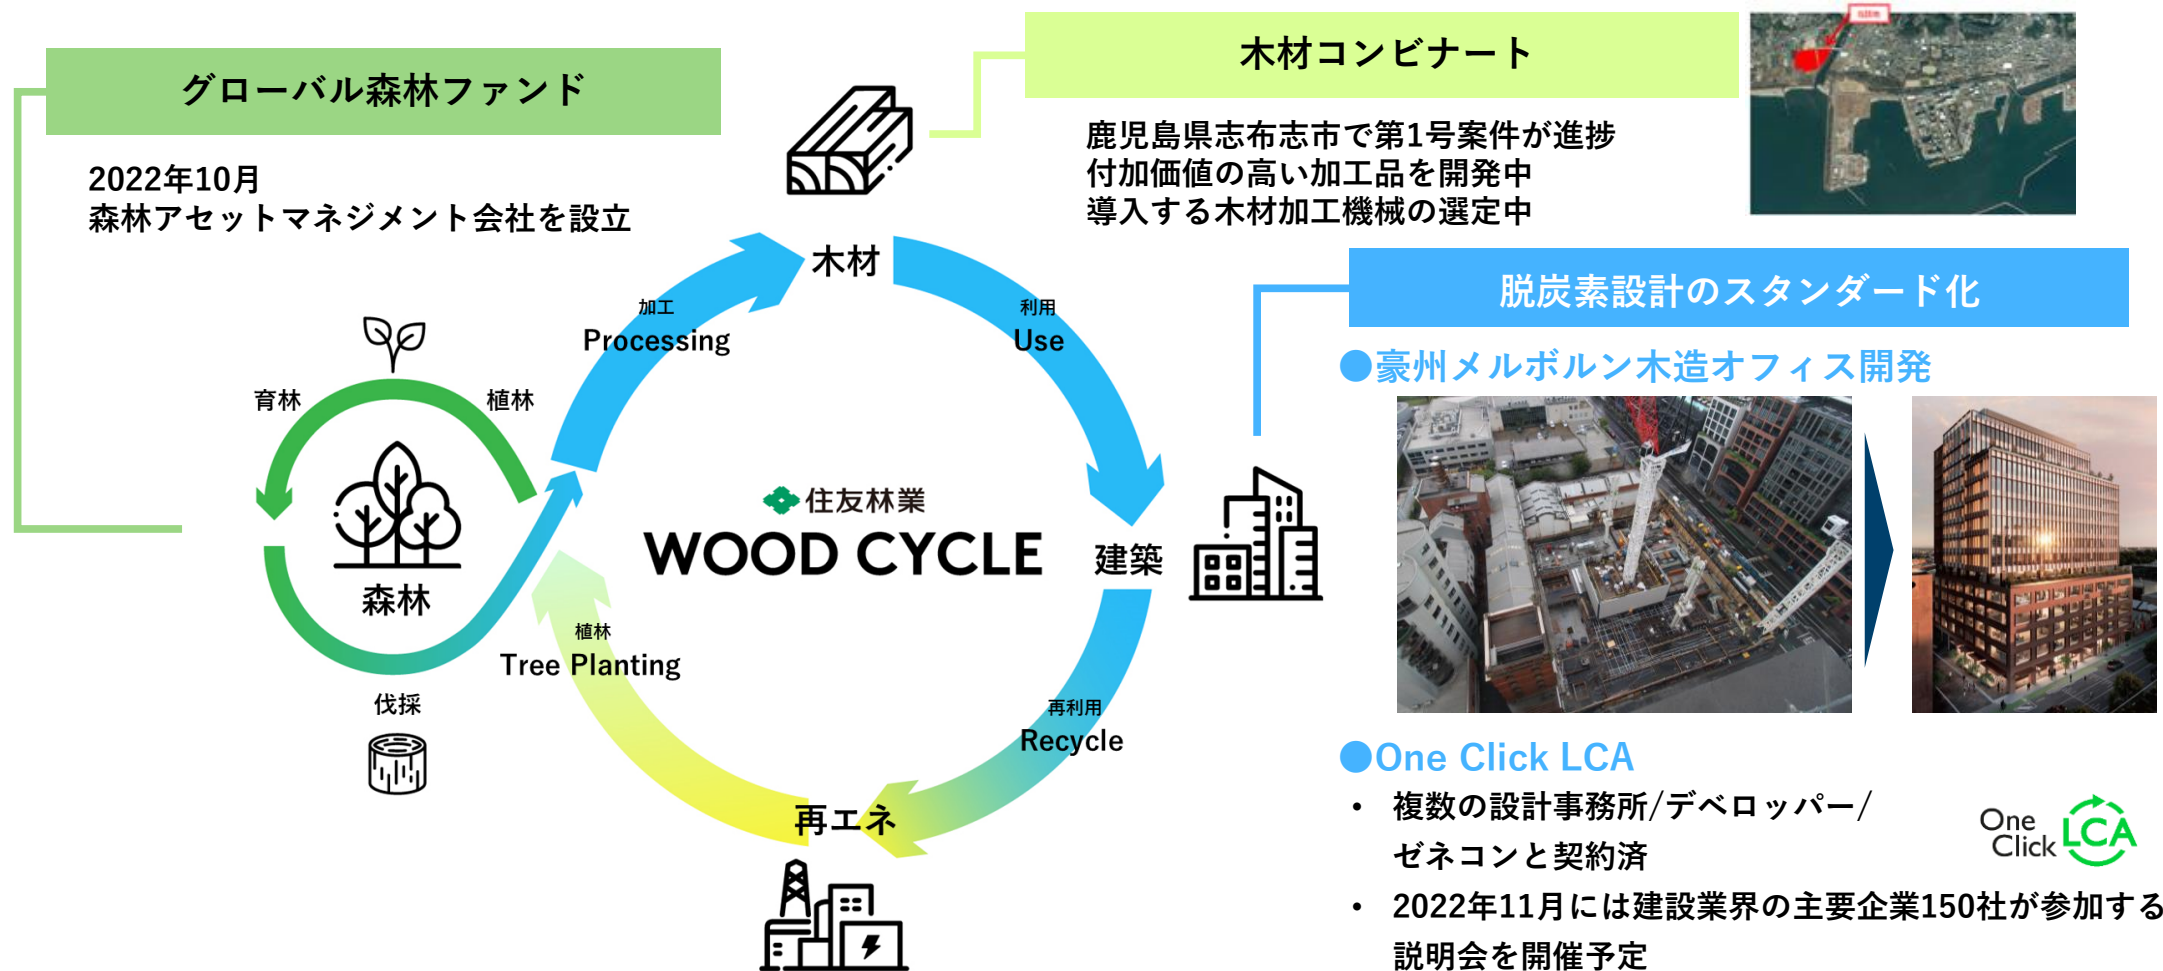 グローバル森林ファンド
2022年10月
森林アセットマネジメント会社を設立
木材コンビナート
鹿児島県志布志市で第1号案件が進捗
付加価値の高い加工品を開発中
導入する木材加工機械の選定中
脱炭素設計のスタンダード化
●豪州メルボルン木造オフィス開発
●One Click LCA
・ 複数の設計事務所/デベロッパー/
ゼネコンと契約済
・ 2022年11月には建設業界の主要企業150社が参加する
説明会を開催予定
One
Click LCA
木材
加工
Processing
利用
Use
育林
植林
森林
伐採
住友林業
WOOD CYCLE
建築
植林
Tree Planting
再利用
Recycle
再エネ